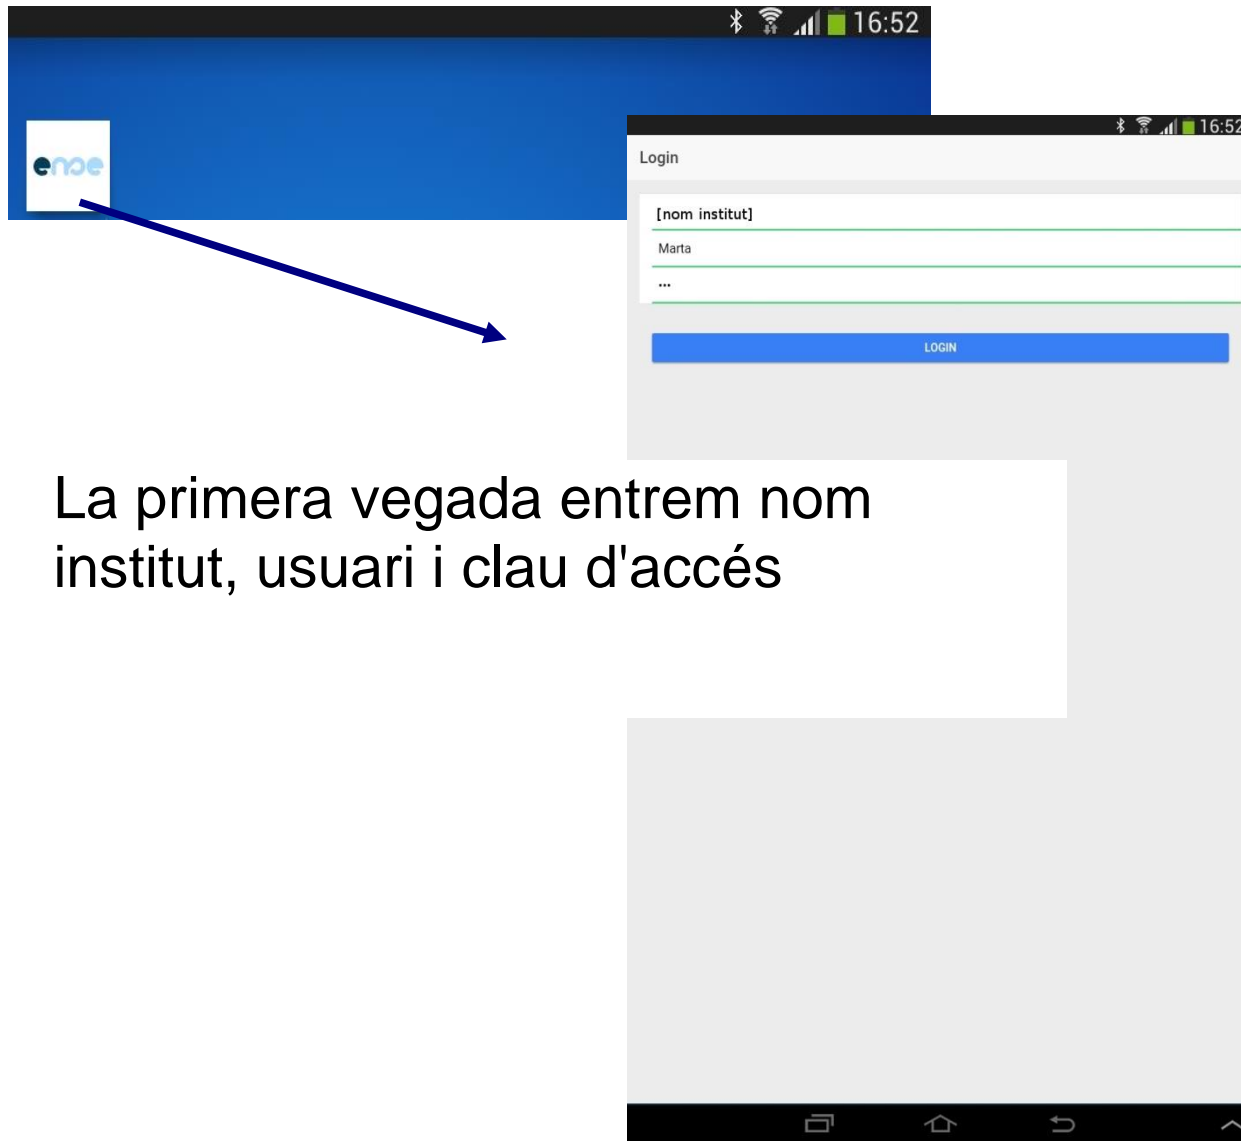 16:52
enoe
16:52
Login
[nom institut]
Marta
•••
LOGIN
La primera vegada entrem nom
institut, usuari i clau d'accés